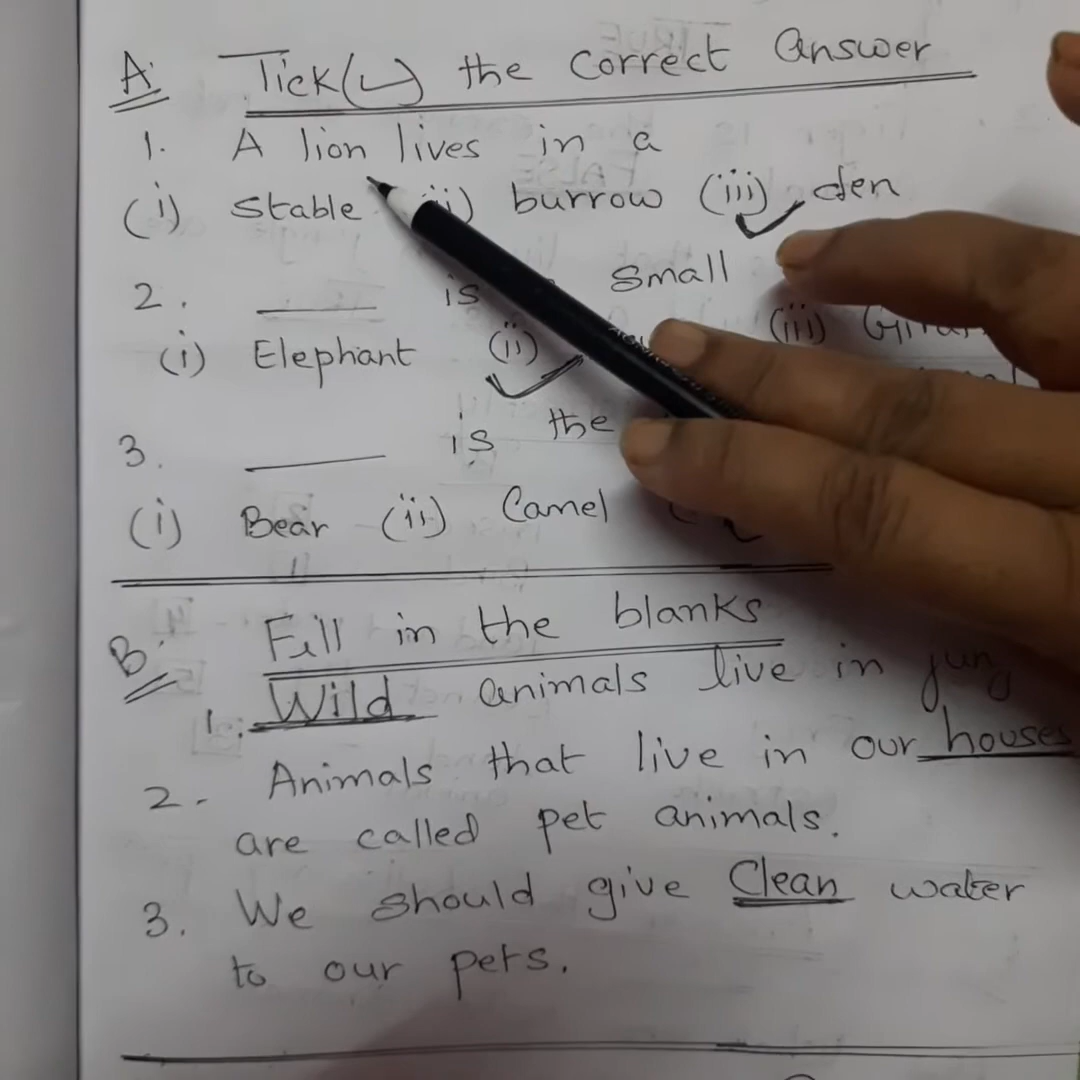 A. Tick(✓) the correct answer
1. A lion lives in a
(i) Stable (ii) burrow (iii) den
2. ____ is small
(i) Elephant (ii) (iii)
3. ____ is the
(i) Bear (ii) Camel
B. Fill in the blanks
1. Wild animals live in
2. Animals that live in our houses
are called pet animals.
3. We should give Clean water
to our pets.